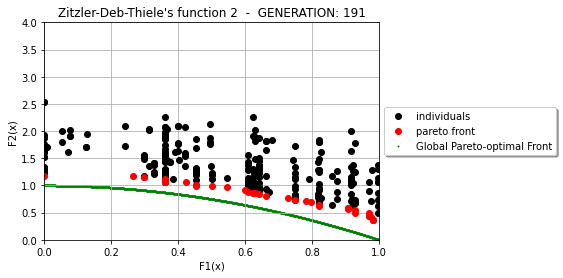 Zitzler-Deb-Thiele's function 2 - GENERATION: 191
4.0
3.5
3.0
2.5
2.0
1.5
1.0
0.5
0.0
F2(x)
0.0 0.2 0.4 0.6 0.8 1.0
F1(x)
individuals
pareto front
Global Pareto-optimal Front